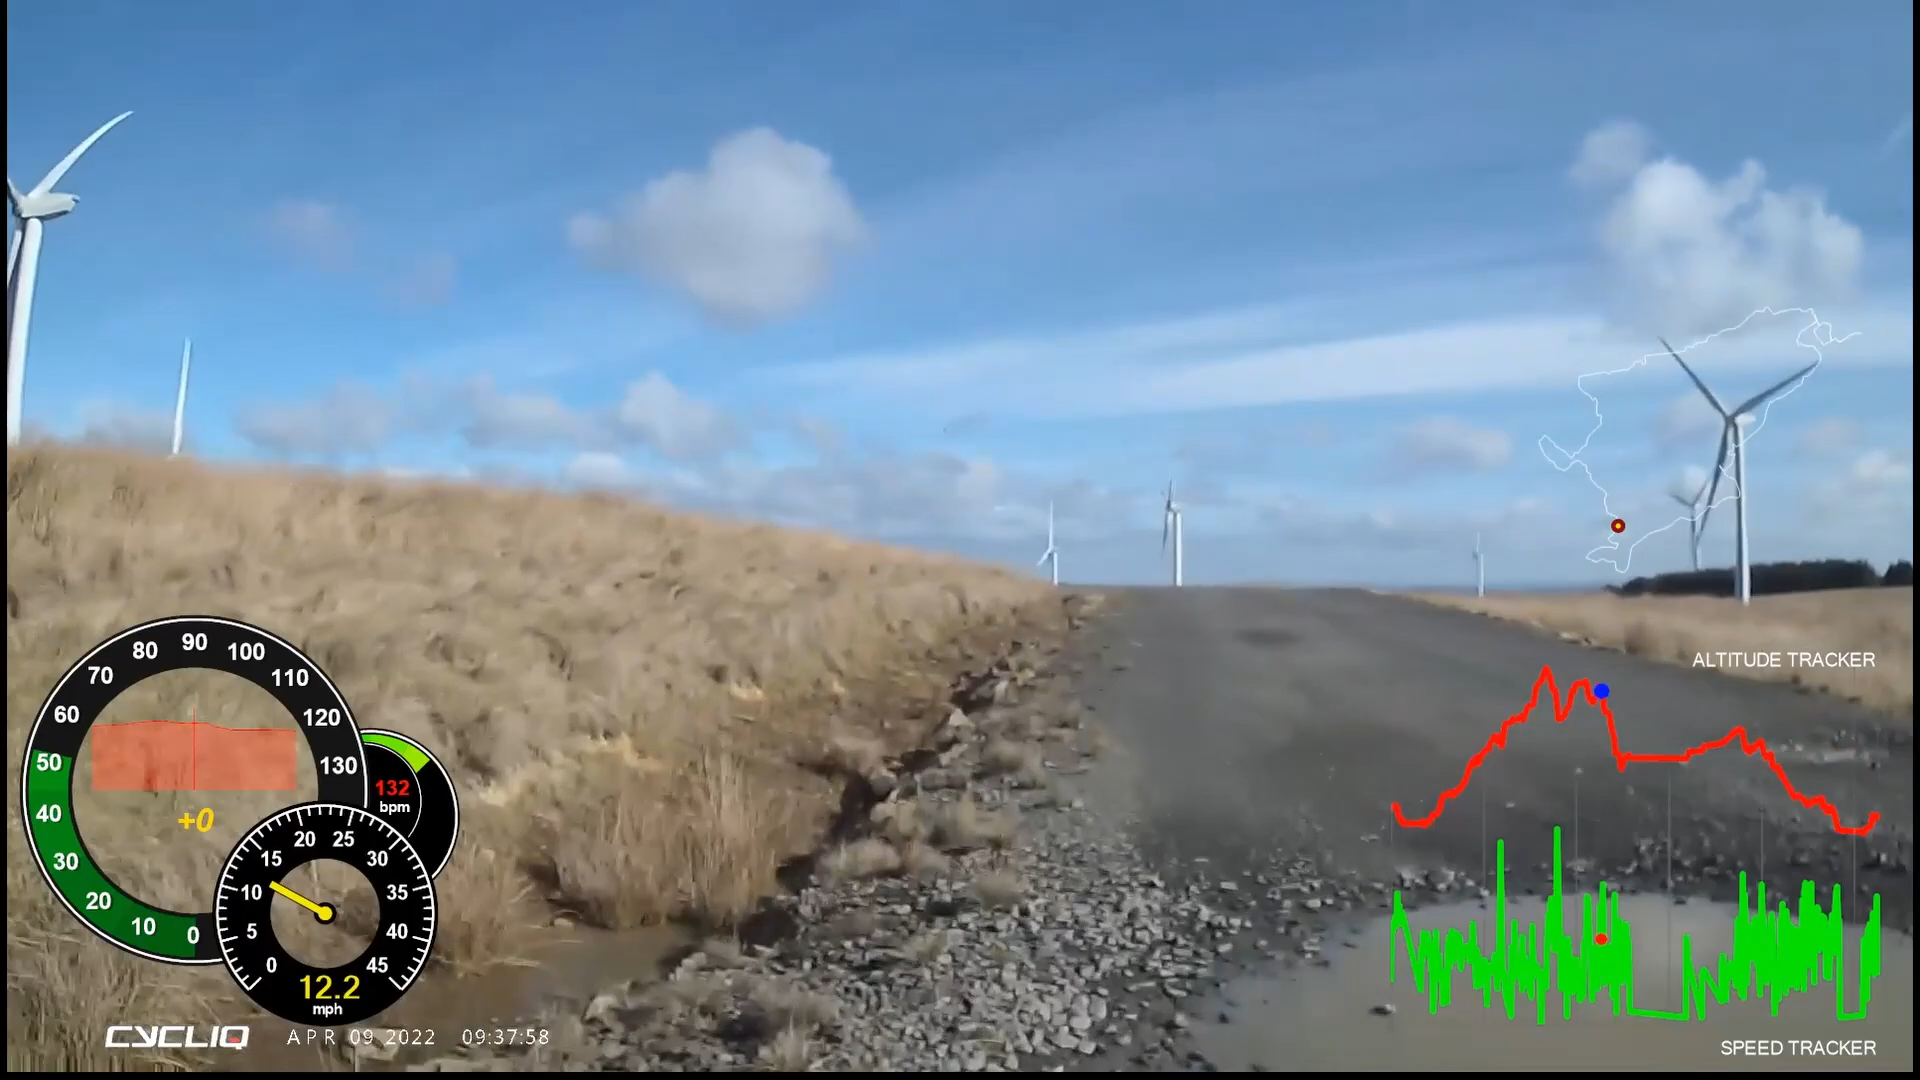 ALTITUDE TRACKER
0 10 20 30 40 50 60 70 80 90 100 110 120 130
+0
132
bpm
0 5 10 15 20 25 30 35 40 45
12.2
mph
CYCLIQ APR 09 2022 09:37:58
SPEED TRACKER